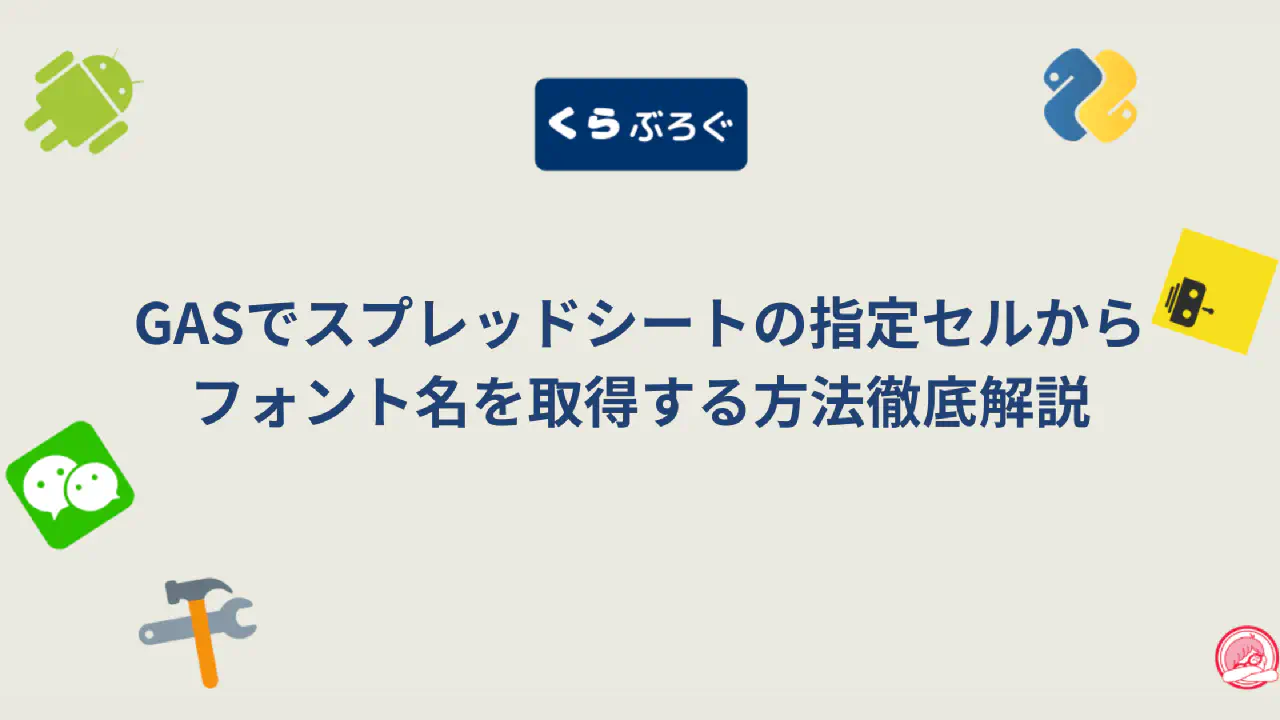 くらぶろぐ
GASでスプレッドシートの指定セルから
フォント名を取得する方法徹底解説